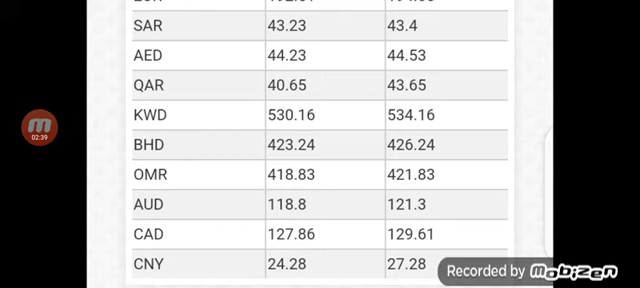 SAR 43.23 43.4
AED 44.23 44.53
QAR 40.65 43.65
KWD 530.16 534.16
BHD 423.24 426.24
OMR 418.83 421.83
AUD 118.8 121.3
CAD 127.86 129.61
CNY 24.28 27.28
02:39
Recorded by mobizen